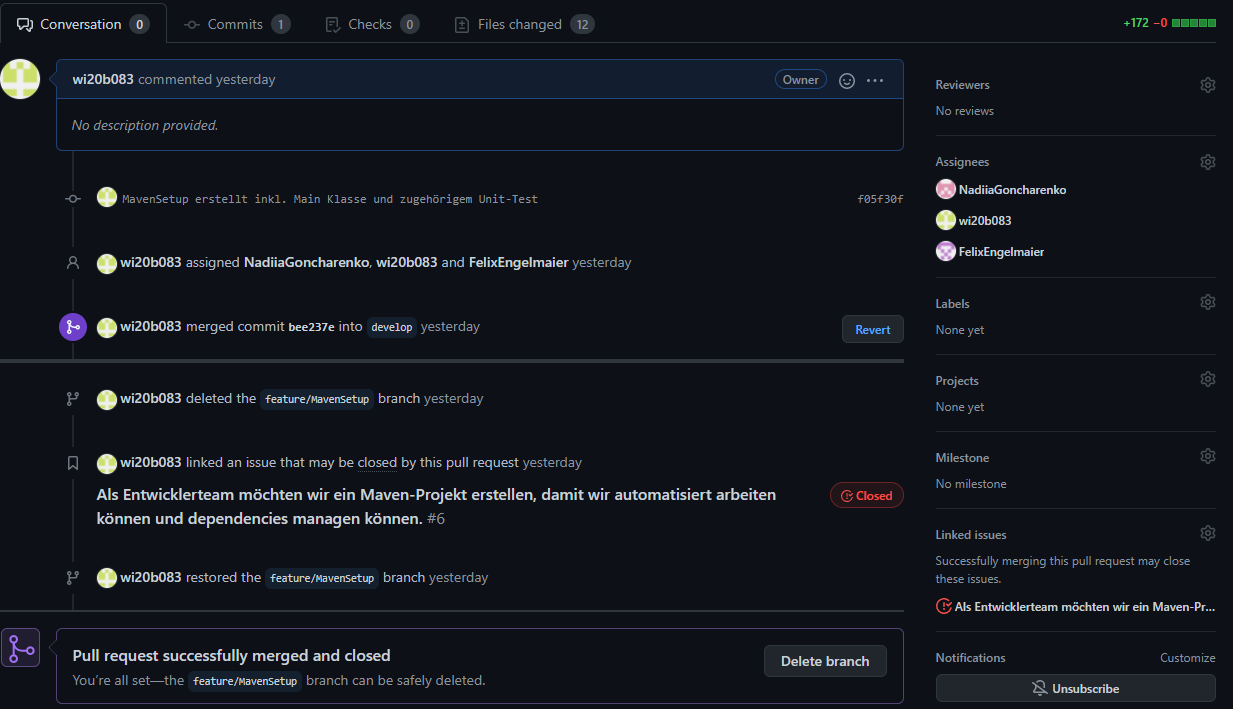 Conversation 0 Commits 1 Checks 0 Files changed 12 +172 −0
wi20b083 commented yesterday Owner
No description provided.
MavenSetup erstellt inkl. Main Klasse und zugehörigem Unit-Test f05f30f
wi20b083 assigned NadiiaGoncharenko, wi20b083 and FelixEngelmaier yesterday
wi20b083 merged commit bee237e into develop yesterday Revert
wi20b083 deleted the feature/MavenSetup branch yesterday
wi20b083 linked an issue that may be closed by this pull request yesterday
Als Entwicklerteam möchten wir ein Maven-Projekt erstellen, damit wir automatisiert arbeiten
können und dependencies managen können. #6
Closed
wi20b083 restored the feature/MavenSetup branch yesterday
Pull request successfully merged and closed
You're all set—the feature/MavenSetup branch can be safely deleted.
Delete branch
Reviewers
No reviews
Assignees
NadiiaGoncharenko
wi20b083
FelixEngelmaier
Labels
None yet
Projects
None yet
Milestone
No milestone
Linked issues
Successfully merging this pull request may close
these issues.
Als Entwicklerteam möchten wir ein Maven-Pr...
Notifications Customize
Unsubscribe